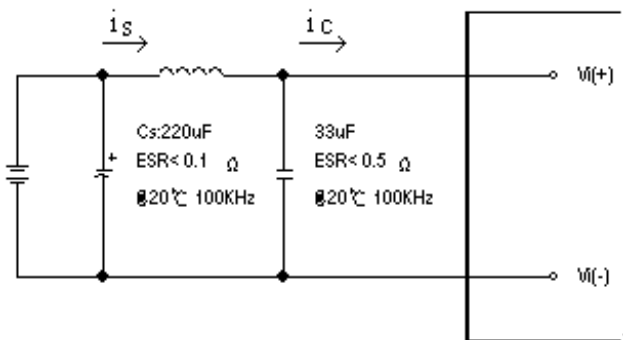 is
ic
Vi(+)
Cs:220uF
ESR< 0.1 Ω
@20℃ 100KHz
33uF
ESR< 0.5 Ω
@20℃ 100KHz
+
Vi(-)